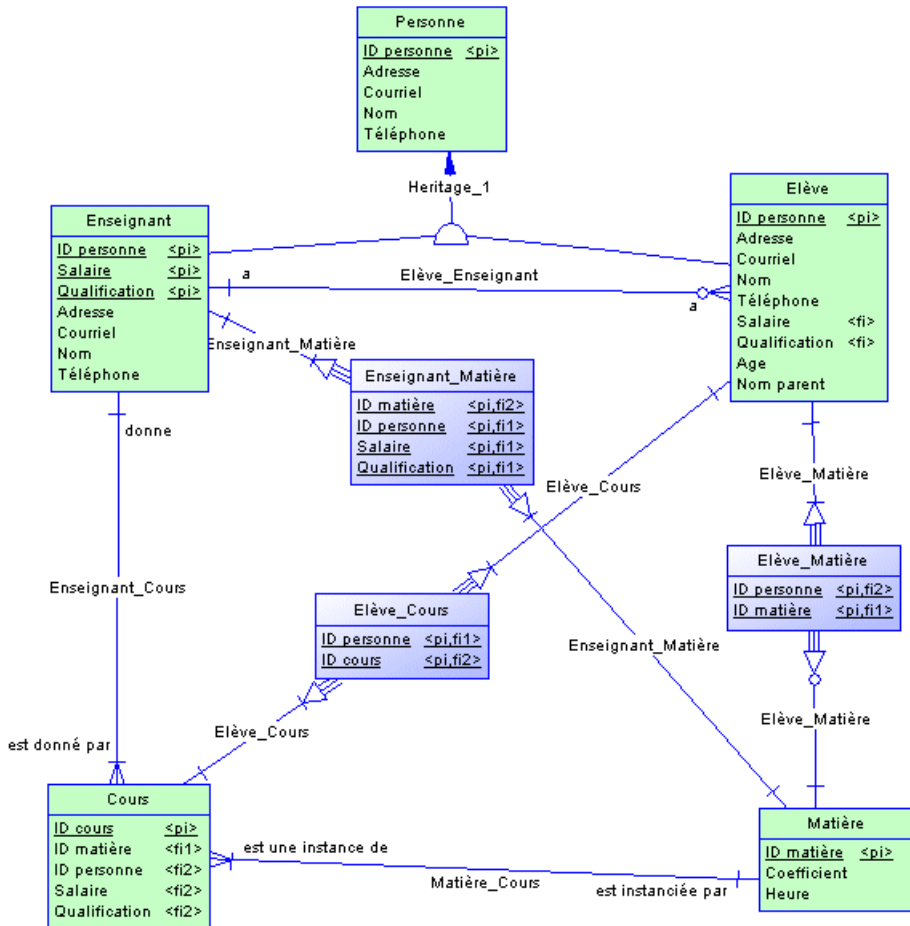 Personne
ID personne <pi>
Adresse
Courriel
Nom
Téléphone
Heritage_1
Enseignant
ID personne <pi>
Salaire <pi>
Qualification <pi>
Adresse
Courriel
Nom
Téléphone
Elève
ID personne <pi>
Adresse
Courriel
Nom
Téléphone
Salaire <fi>
Qualification <fi>
Age
Nom parent
a
Elève_Enseignant
a
Enseignant_Matière
Enseignant_Matière
ID matière <pi,fi2>
ID personne <pi,fi1>
Salaire <pi,fi1>
Qualification <pi,fi1>
donne
Elève_Cours
Elève_Matière
Elève_Matière
ID personne <pi,fi2>
ID matière <pi,fi1>
Enseignant_Cours
Elève_Cours
ID personne <pi,fi1>
ID cours <pi,fi2>
Enseignant_Matière
Elève_Cours
Elève_Matière
est donné par
Cours
ID cours <pi>
ID matière <fi1>
ID personne <fi2>
Salaire <fi2>
Qualification <fi2>
est une instance de
Matière_Cours
est instanciée par
Matière
ID matière <pi>
Coefficient
Heure